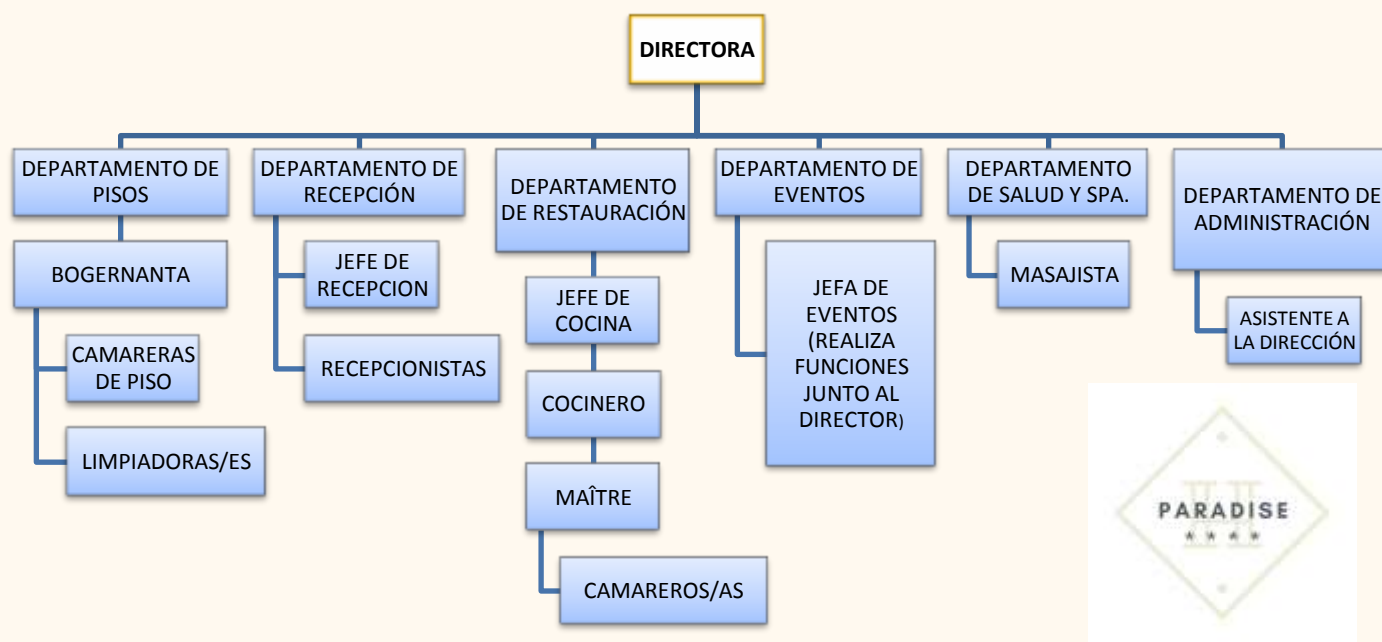 DIRECTORA
DEPARTAMENTO DE
PISOS
BOGERNANTA
CAMARERAS
DE PISO
LIMPIADORAS/ES
DEPARTAMENTO DE
RECEPCIÓN
JEFE DE
RECEPCION
RECEPCIONISTAS
DEPARTAMENTO
DE RESTAURACIÓN
JEFE DE
COCINA
COCINERO
MAÎTRE
CAMAREROS/AS
DEPARTAMENTO DE
EVENTOS
JEFA DE
EVENTOS
(REALIZA
FUNCIONES
JUNTO AL
DIRECTOR)
DEPARTAMENTO
DE SALUD Y SPA.
MASAJISTA
DEPARTAMENTO DE
ADMINISTRACIÓN
ASISTENTE A
LA DIRECCIÓN
H
PARADISE
★ ★ ★ ★